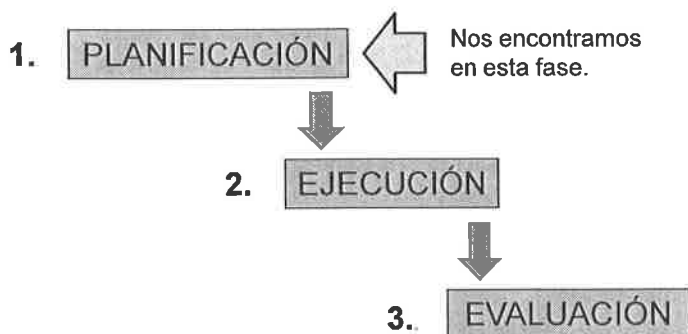 1. PLANIFICACIÓN
Nos encontramos
en esta fase.
2. EJECUCIÓN
3. EVALUACIÓN